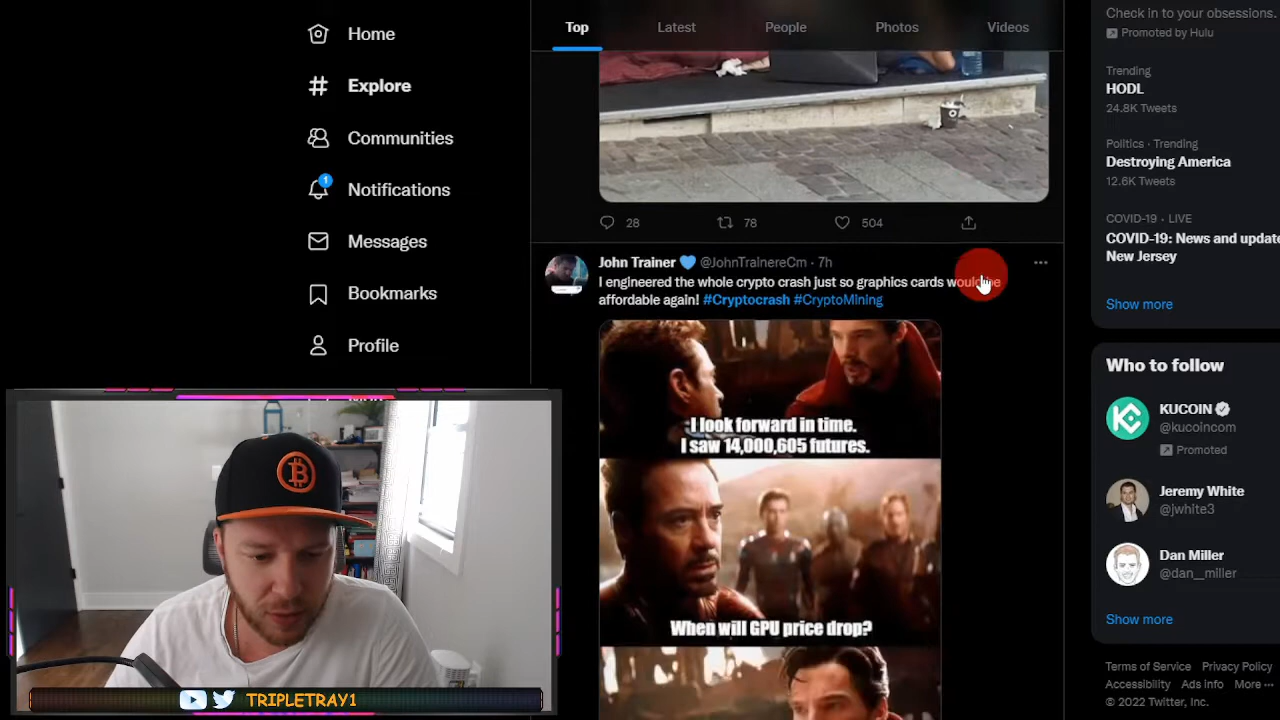 Home
Explore
Communities
1
Notifications
Messages
Bookmarks
Profile
Top
Latest
People
Photos
Videos
28
78
504
John Trainer 💙 @JohnTrainereCm · 7h
I engineered the whole crypto crash just so graphics cards would be
affordable again! #Cryptocrash #CryptoMining
I look forward in time.
I saw 14,000,605 futures.
When will GPU price drop?
Check in to your obsessions.
Promoted by Hulu
Trending
HODL
24.8K Tweets
Politics · Trending
Destroying America
12.6K Tweets
COVID-19 · LIVE
COVID-19: News and update
New Jersey
Show more
Who to follow
KUCOIN
@kucoincom
Promoted
Jeremy White
@jwhite3
Dan Miller
@dan__miller
Show more
Terms of Service Privacy Policy
Accessibility Ads info More ···
© 2022 Twitter, Inc.
TRIPLETRAY1